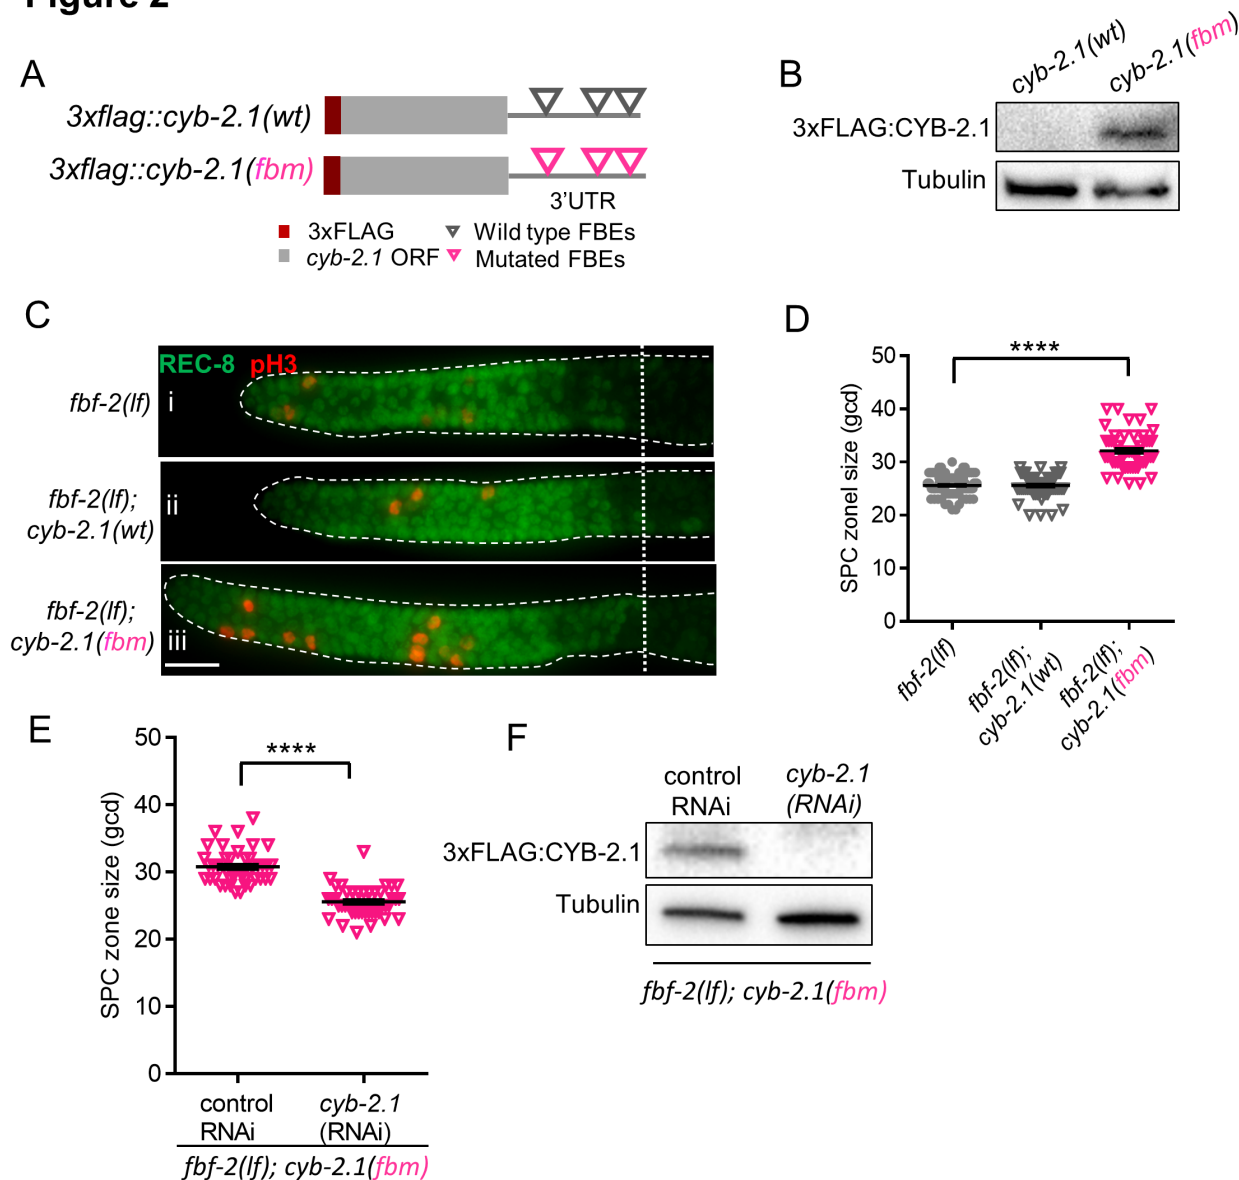 Figure 2
A
3xflag::cyb-2.1(wt)
3xflag::cyb-2.1(fbm)
3’UTR
3xFLAG
Wild type FBEs
cyb-2.1 ORF
Mutated FBEs
B
cyb-2.1(wt)
cyb-2.1(fbm)
3xFLAG:CYB-2.1
Tubulin
C
REC-8 pH3
fbf-2(lf)
i
fbf-2(lf);
cyb-2.1(wt)
ii
fbf-2(lf);
cyb-2.1(fbm)
iii
D
****
SPC zonel size (gcd)
50
40
30
20
10
0
fbf-2(lf)
fbf-2(lf);
cyb-2.1(wt)
fbf-2(lf);
cyb-2.1(fbm)
E
****
SPC zone size (gcd)
50
40
30
20
10
0
control
RNAi
cyb-2.1
(RNAi)
fbf-2(lf); cyb-2.1(fbm)
F
control
RNAi
cyb-2.1
(RNAi)
3xFLAG:CYB-2.1
Tubulin
fbf-2(lf); cyb-2.1(fbm)